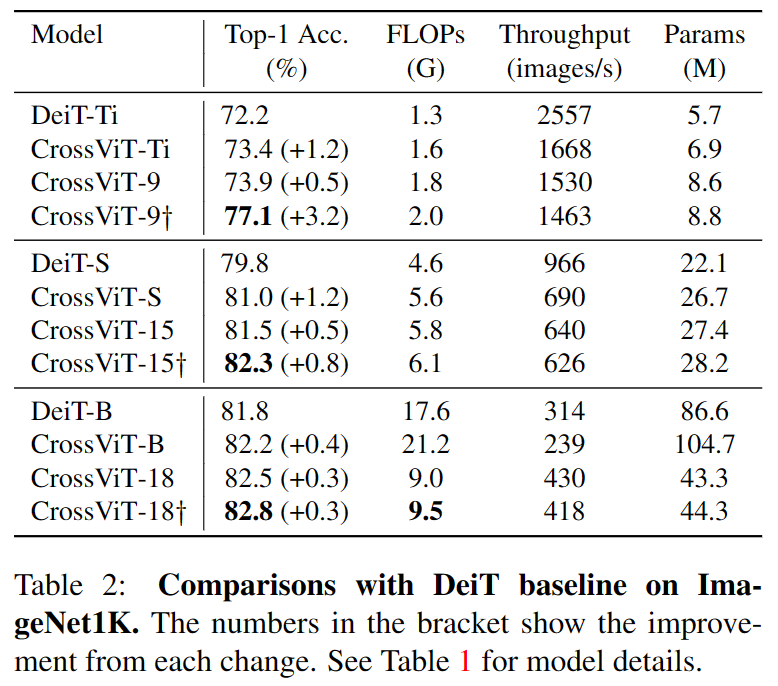 Model Top-1 Acc. FLOPs Throughput Params
(%) (G) (images/s) (M)
DeiT-Ti 72.2 1.3 2557 5.7
CrossViT-Ti 73.4 (+1.2) 1.6 1668 6.9
CrossViT-9 73.9 (+0.5) 1.8 1530 8.6
CrossViT-9† 77.1 (+3.2) 2.0 1463 8.8
DeiT-S 79.8 4.6 966 22.1
CrossViT-S 81.0 (+1.2) 5.6 690 26.7
CrossViT-15 81.5 (+0.5) 5.8 640 27.4
CrossViT-15† 82.3 (+0.8) 6.1 626 28.2
DeiT-B 81.8 17.6 314 86.6
CrossViT-B 82.2 (+0.4) 21.2 239 104.7
CrossViT-18 82.5 (+0.3) 9.0 430 43.3
CrossViT-18† 82.8 (+0.3) 9.5 418 44.3
Table 2: Comparisons with DeiT baseline on Ima-
geNet1K. The numbers in the bracket show the improve-
ment from each change. See Table 1 for model details.